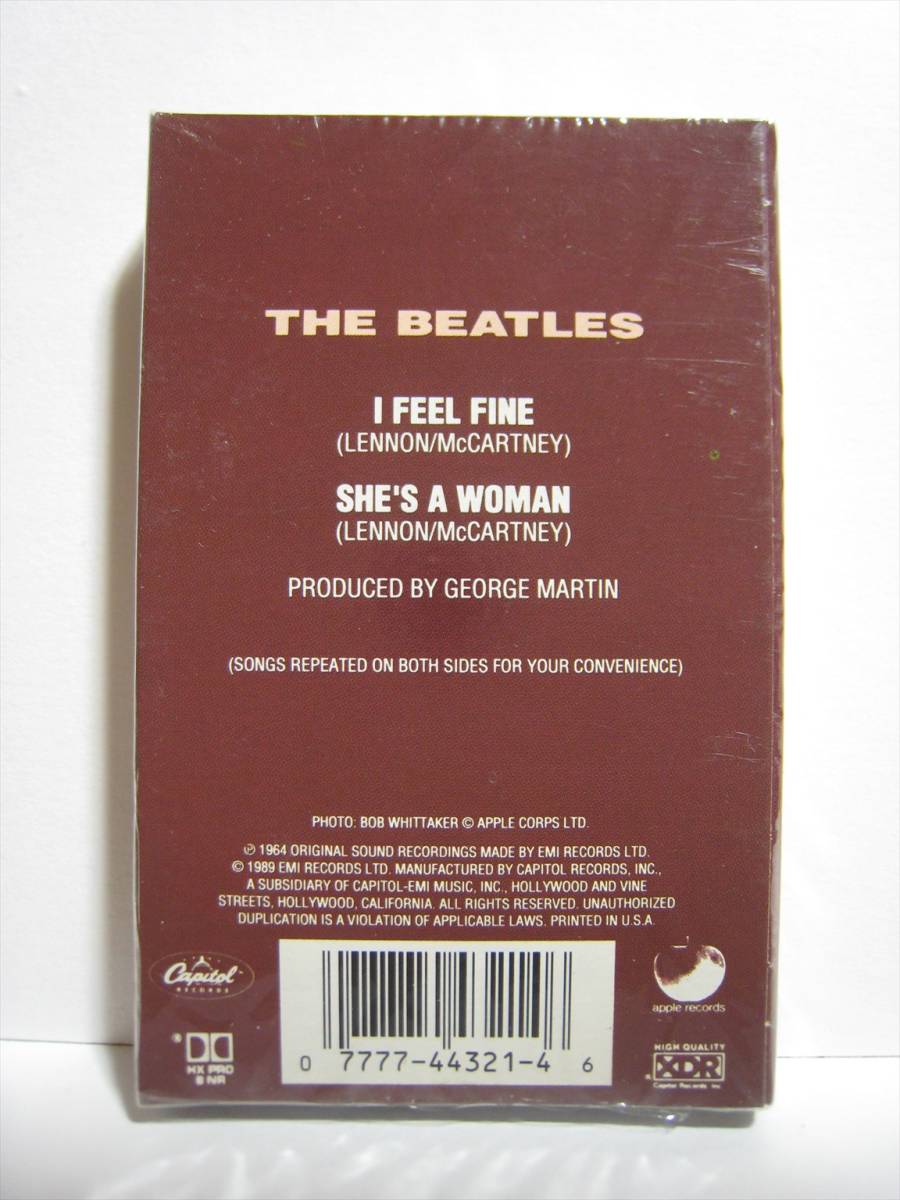 THE BEATLES
I FEEL FINE
(LENNON/McCARTNEY)
SHE'S A WOMAN
(LENNON/McCARTNEY)
PRODUCED BY GEORGE MARTIN
(SONGS REPEATED ON BOTH SIDES FOR YOUR CONVENIENCE)
PHOTO: BOB WHITTAKER © APPLE CORPS LTD.
℗ 1964 ORIGINAL SOUND RECORDINGS MADE BY EMI RECORDS LTD.
© 1989 EMI RECORDS LTD. MANUFACTURED BY CAPITOL RECORDS, INC.,
A SUBSIDIARY OF CAPITOL-EMI MUSIC, INC., HOLLYWOOD AND VINE
STREETS, HOLLYWOOD, CALIFORNIA. ALL RIGHTS RESERVED. UNAUTHORIZED
DUPLICATION IS A VIOLATION OF APPLICABLE LAWS. PRINTED IN U.S.A.
Capitol
RECORDS
®
HX PRO
B NR
0 7777-44321-4 6
apple records
HIGH QUALITY
XDR
®
Capitol Records Inc